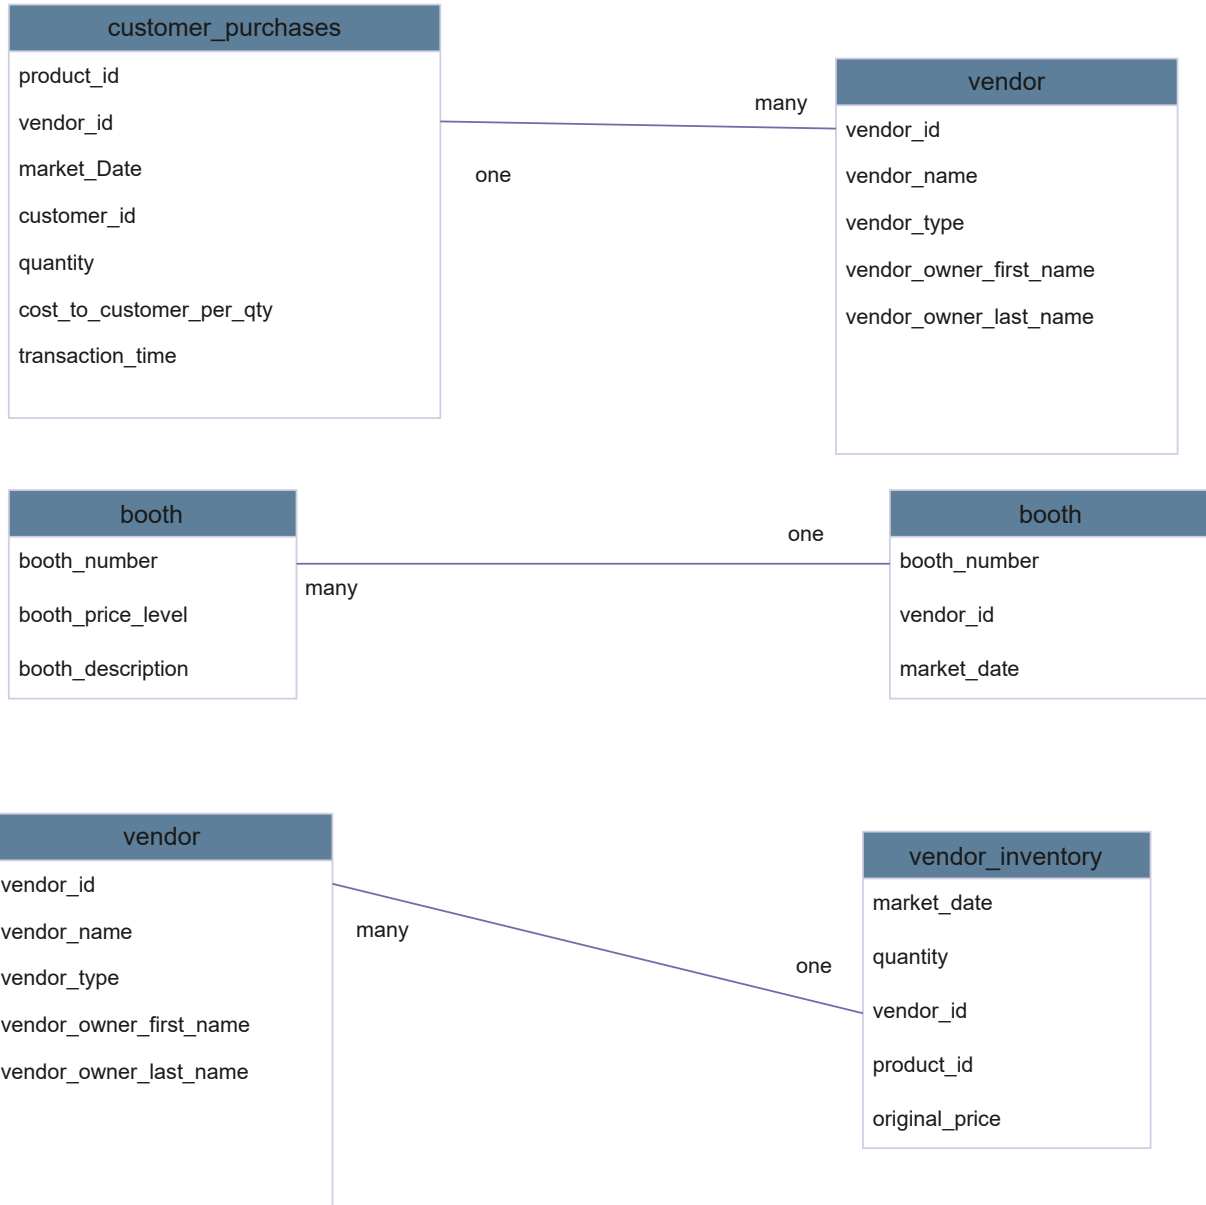 customer_purchases
product_id
vendor_id
market_Date
customer_id
quantity
cost_to_customer_per_qty
transaction_time
many
one
vendor
vendor_id
vendor_name
vendor_type
vendor_owner_first_name
vendor_owner_last_name
booth
booth_number
booth_price_level
booth_description
one
many
booth
booth_number
vendor_id
market_date
vendor
vendor_id
vendor_name
vendor_type
vendor_owner_first_name
vendor_owner_last_name
many
one
vendor_inventory
market_date
quantity
vendor_id
product_id
original_price